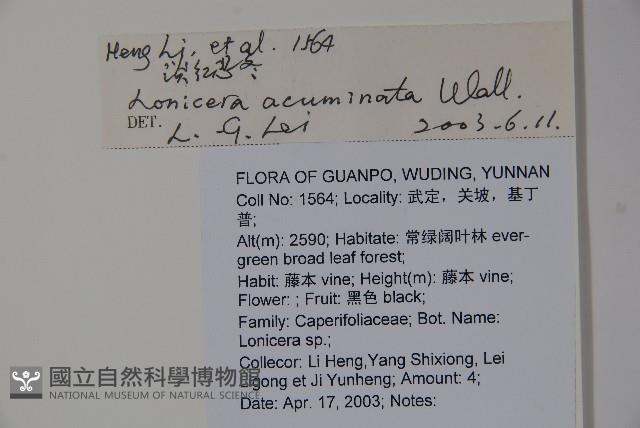 Heng Li, et al. 1564
淡红忍冬
Lonicera acuminata Wall.
DET. L. G. Lei 2003.6.11.
FLORA OF GUANPO, WUDING, YUNNAN
Coll No: 1564; Locality: 武定，关坡，基丁
普;
Alt(m): 2590; Habitate: 常绿阔叶林 ever-
green broad leaf forest;
Habit: 藤本 vine; Height(m): 藤本 vine;
Flower: ; Fruit: 黑色 black;
Family: Caperifoliaceae; Bot. Name:
Lonicera sp.;
Collecor: Li Heng,Yang Shixiong, Lei
Ligong et Ji Yunheng; Amount: 4;
Date: Apr. 17, 2003; Notes:
國立自然科學博物館
NATIONAL MUSEUM OF NATURAL SCIENCE